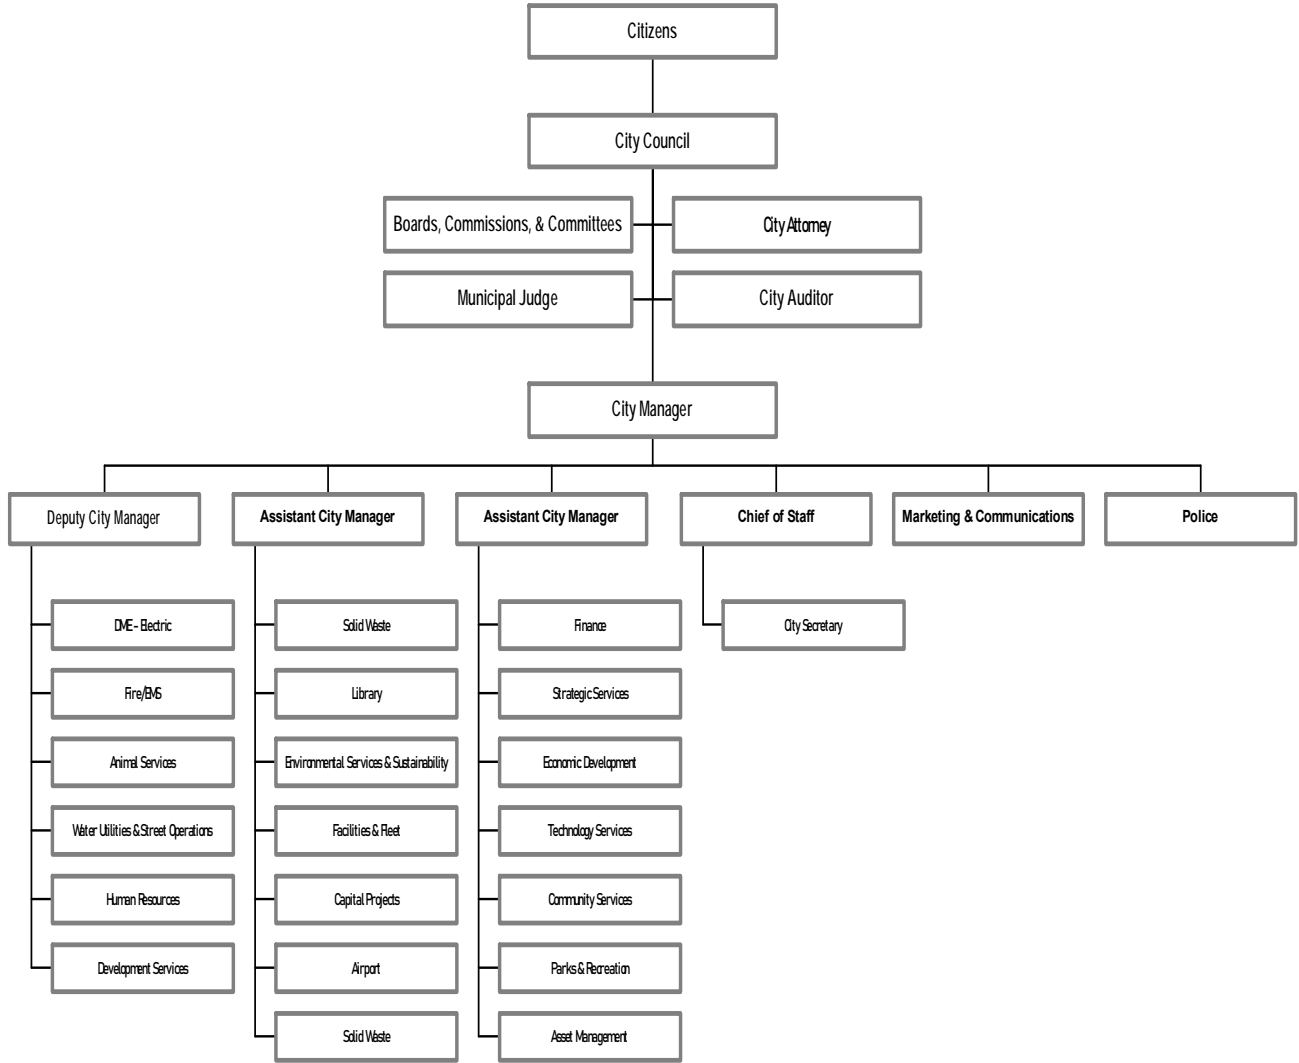 Citizens
City Council
Boards, Commissions, & Committees
City Attorney
Municipal Judge
City Auditor
City Manager
Deputy City Manager
Assistant City Manager
Assistant City Manager
Chief of Staff
Marketing & Communications
Police
DME - Electric
Solid Waste
Finance
City Secretary
Fire/EMS
Library
Strategic Services
Animal Services
Environmental Services & Sustainability
Economic Development
Water Utilities & Street Operations
Facilities & Fleet
Technology Services
Human Resources
Capital Projects
Community Services
Development Services
Airport
Parks & Recreation
Solid Waste
Asset Management